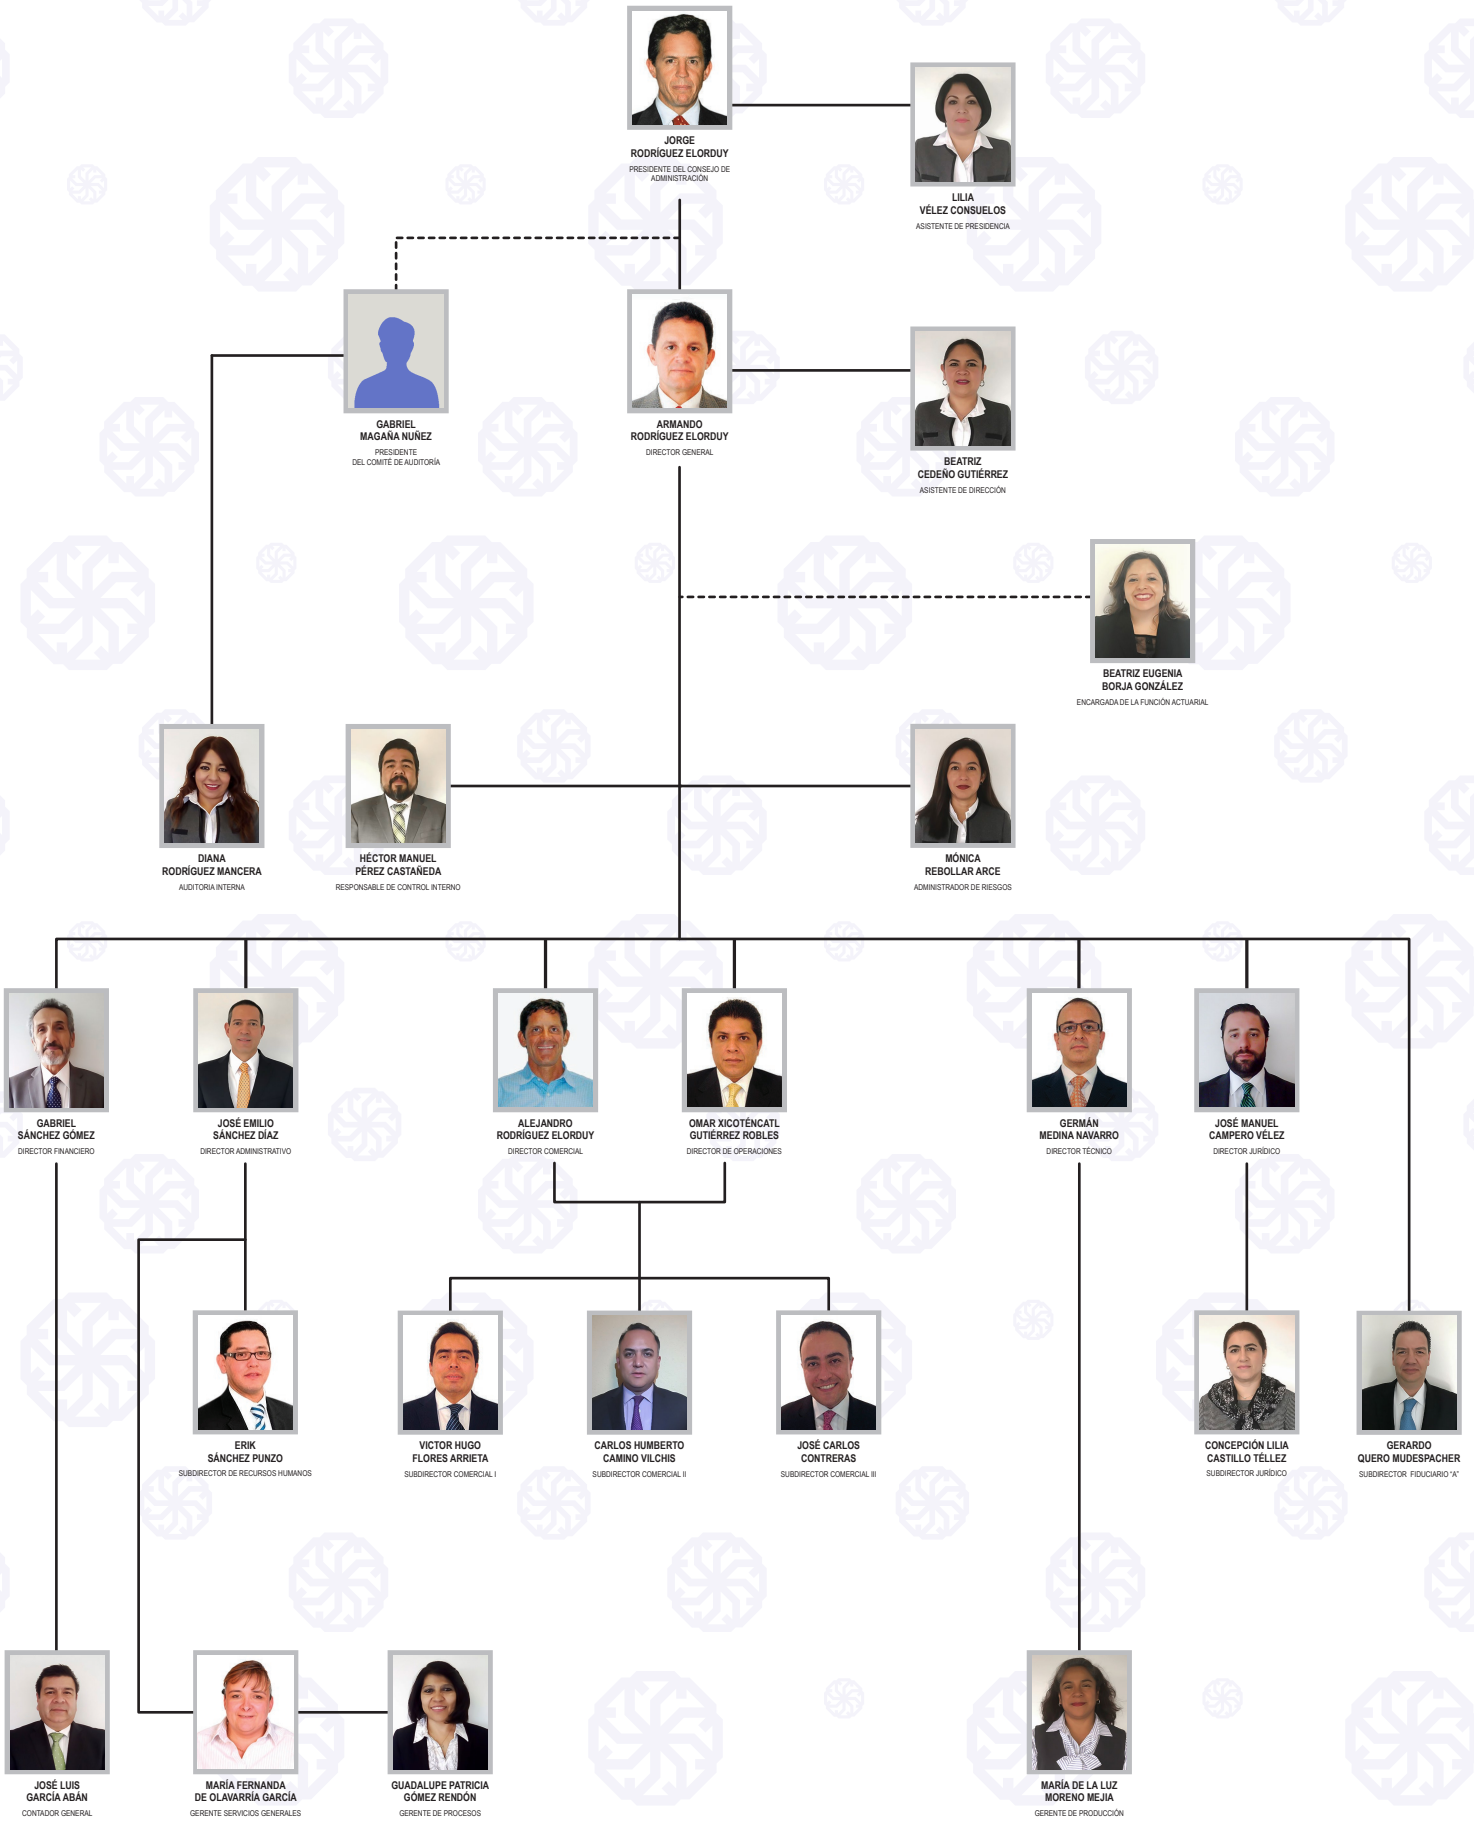 JORGE
RODRÍGUEZ ELORDUY
PRESIDENTE DEL CONSEJO DE
ADMINISTRACIÓN
LILIA
VÉLEZ CONSUELOS
ASISTENTE DE PRESIDENCIA
GABRIEL
MAGAÑA NUÑEZ
PRESIDENTE
DEL COMITÉ DE AUDITORÍA
ARMANDO
RODRÍGUEZ ELORDUY
DIRECTOR GENERAL
BEATRIZ
CEDEÑO GUTIÉRREZ
ASISTENTE DE DIRECCIÓN
BEATRIZ EUGENIA
BORJA GONZÁLEZ
ENCARGADA DE LA FUNCIÓN ACTUARIAL
DIANA
RODRÍGUEZ MANCERA
AUDITORIA INTERNA
HÉCTOR MANUEL
PÉREZ CASTAÑEDA
RESPONSABLE DE CONTROL INTERNO
MÓNICA
REBOLLAR ARCE
ADMINISTRADOR DE RIESGOS
GABRIEL
SÁNCHEZ GÓMEZ
DIRECTOR FINANCIERO
JOSÉ EMILIO
SÁNCHEZ DÍAZ
DIRECTOR ADMINISTRATIVO
ALEJANDRO
RODRÍGUEZ ELORDUY
DIRECTOR COMERCIAL
OMAR XICOTÉNCATL
GUTIÉRREZ ROBLES
DIRECTOR DE OPERACIONES
GERMÁN
MEDINA NAVARRO
DIRECTOR TÉCNICO
JOSÉ MANUEL
CAMPERO VÉLEZ
DIRECTOR JURÍDICO
ERIK
SÁNCHEZ PUNZO
SUBDIRECTOR DE RECURSOS HUMANOS
VICTOR HUGO
FLORES ARRIETA
SUBDIRECTOR COMERCIAL I
CARLOS HUMBERTO
CAMINO VILCHIS
SUBDIRECTOR COMERCIAL II
JOSÉ CARLOS
CONTRERAS
SUBDIRECTOR COMERCIAL III
CONCEPCIÓN LILIA
CASTILLO TÉLLEZ
SUBDIRECTOR JURÍDICO
GERARDO
QUERO MUDESPACHER
SUBDIRECTOR FIDUCIARIO "A"
JOSÉ LUIS
GARCÍA ABÁN
CONTADOR GENERAL
MARÍA FERNANDA
DE OLAVARRÍA GARCÍA
GERENTE SERVICIOS GENERALES
GUADALUPE PATRICIA
GÓMEZ RENDÓN
GERENTE DE PROCESOS
MARÍA DE LA LUZ
MORENO MEJIA
GERENTE DE PRODUCCIÓN